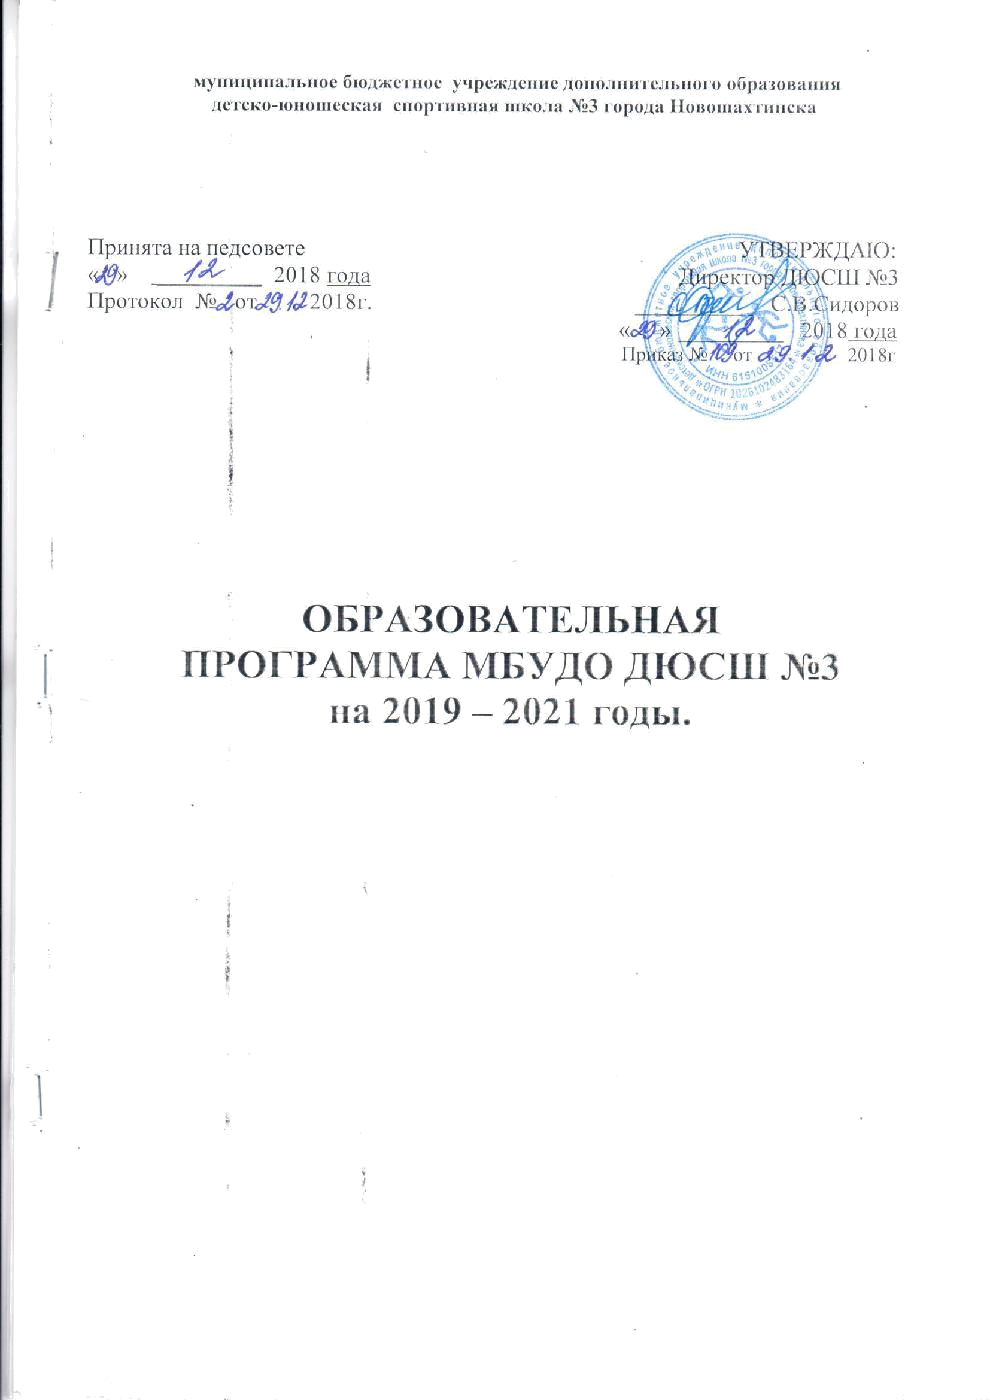 муниципальное бюджетное учреждение дополнительного образования
детско-юношеская спортивная школа №3 города Новошахтинска
Принята на педсовете
«29» 12 2018 года
Протокол №2 от 29.12 2018г.
УТВЕРЖДАЮ:
Директор ДЮСШ №3
С.В.Сидоров
«29» 12 2018 года
Приказ №109 от 29 12 2018г
ОБРАЗОВАТЕЛЬНАЯ
ПРОГРАММА МБУДО ДЮСШ №3
на 2019 – 2021 годы.